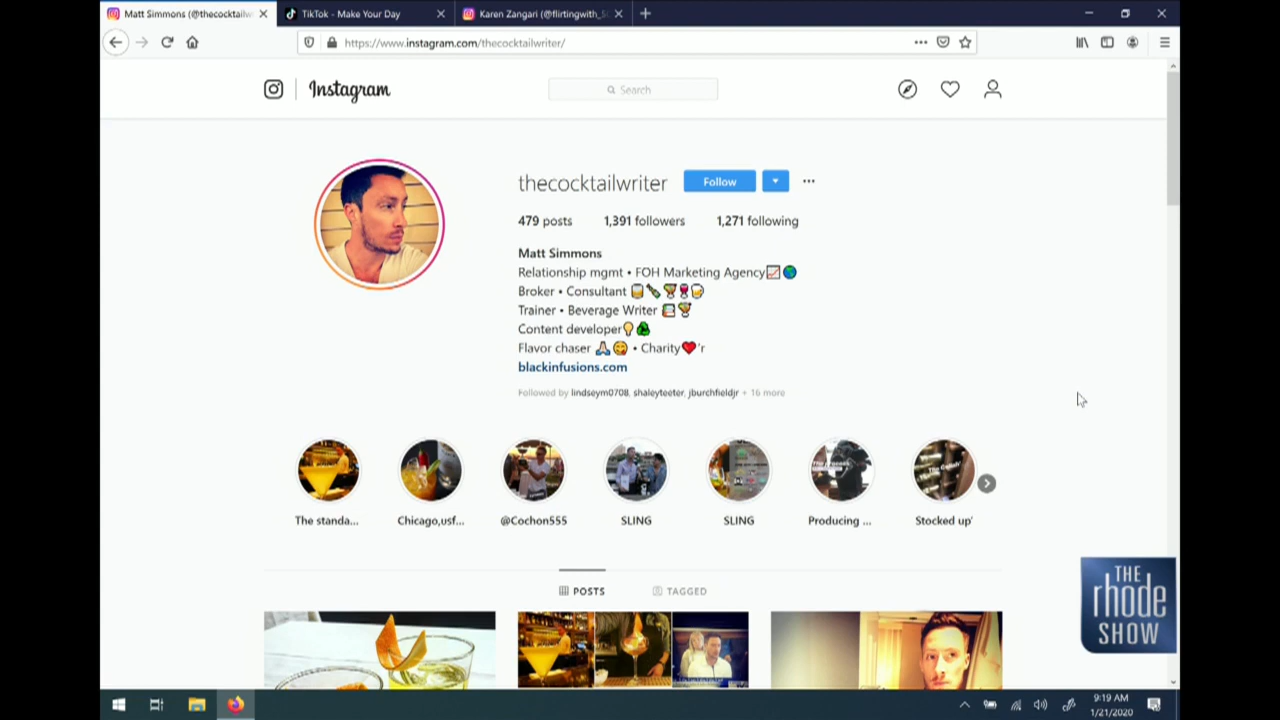 Matt Simmons (@thecocktailw
TikTok - Make Your Day
Karen Zangari (@flirtingwith_5
https://www.instagram.com/thecocktailwriter/
Instagram
Search
thecocktailwriter
Follow
479 posts
1,391 followers
1,271 following
Matt Simmons
Relationship mgmt • FOH Marketing Agency📈🌎
Broker • Consultant 🥃🍾🍸🍷🍺
Trainer • Beverage Writer 📚🍹
Content developer💡♣
Flavor chaser 🙏😋 • Charity❤'r
blackinfusions.com
Followed by lindseym0708, shaleyteeter, jburchfieldjr + 16 more
The standa...
Chicago,usf...
@Cochon555
SLING
SLING
Producing ...
Stocked up'
POSTS
TAGGED
THE
rhode
SHOW
9:19 AM
1/21/2020